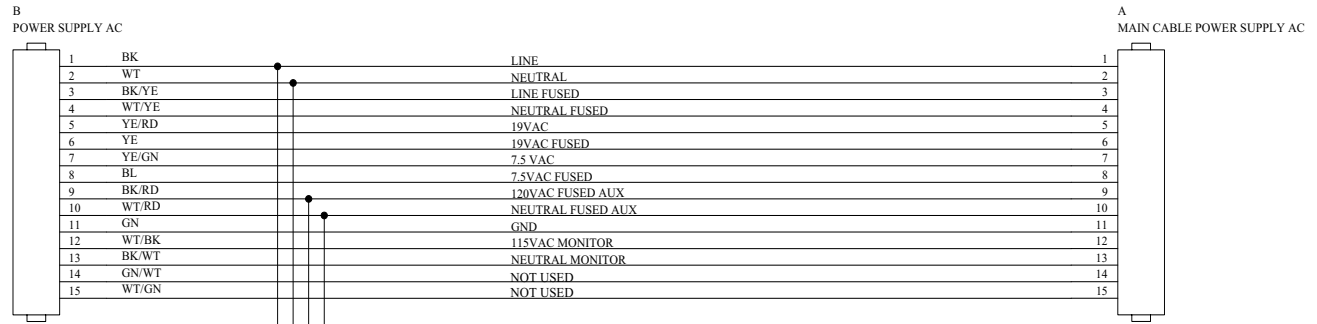 B
POWER SUPPLY AC
A
MAIN CABLE POWER SUPPLY AC
1 BK LINE 1
2 WT NEUTRAL 2
3 BK/YE LINE FUSED 3
4 WT/YE NEUTRAL FUSED 4
5 YE/RD 19VAC 5
6 YE 19VAC FUSED 6
7 YE/GN 7.5 VAC 7
8 BL 7.5VAC FUSED 8
9 BK/RD 120VAC FUSED AUX 9
10 WT/RD NEUTRAL FUSED AUX 10
11 GN GND 11
12 WT/BK 115VAC MONITOR 12
13 BK/WT NEUTRAL MONITOR 13
14 GN/WT NOT USED 14
15 WT/GN NOT USED 15